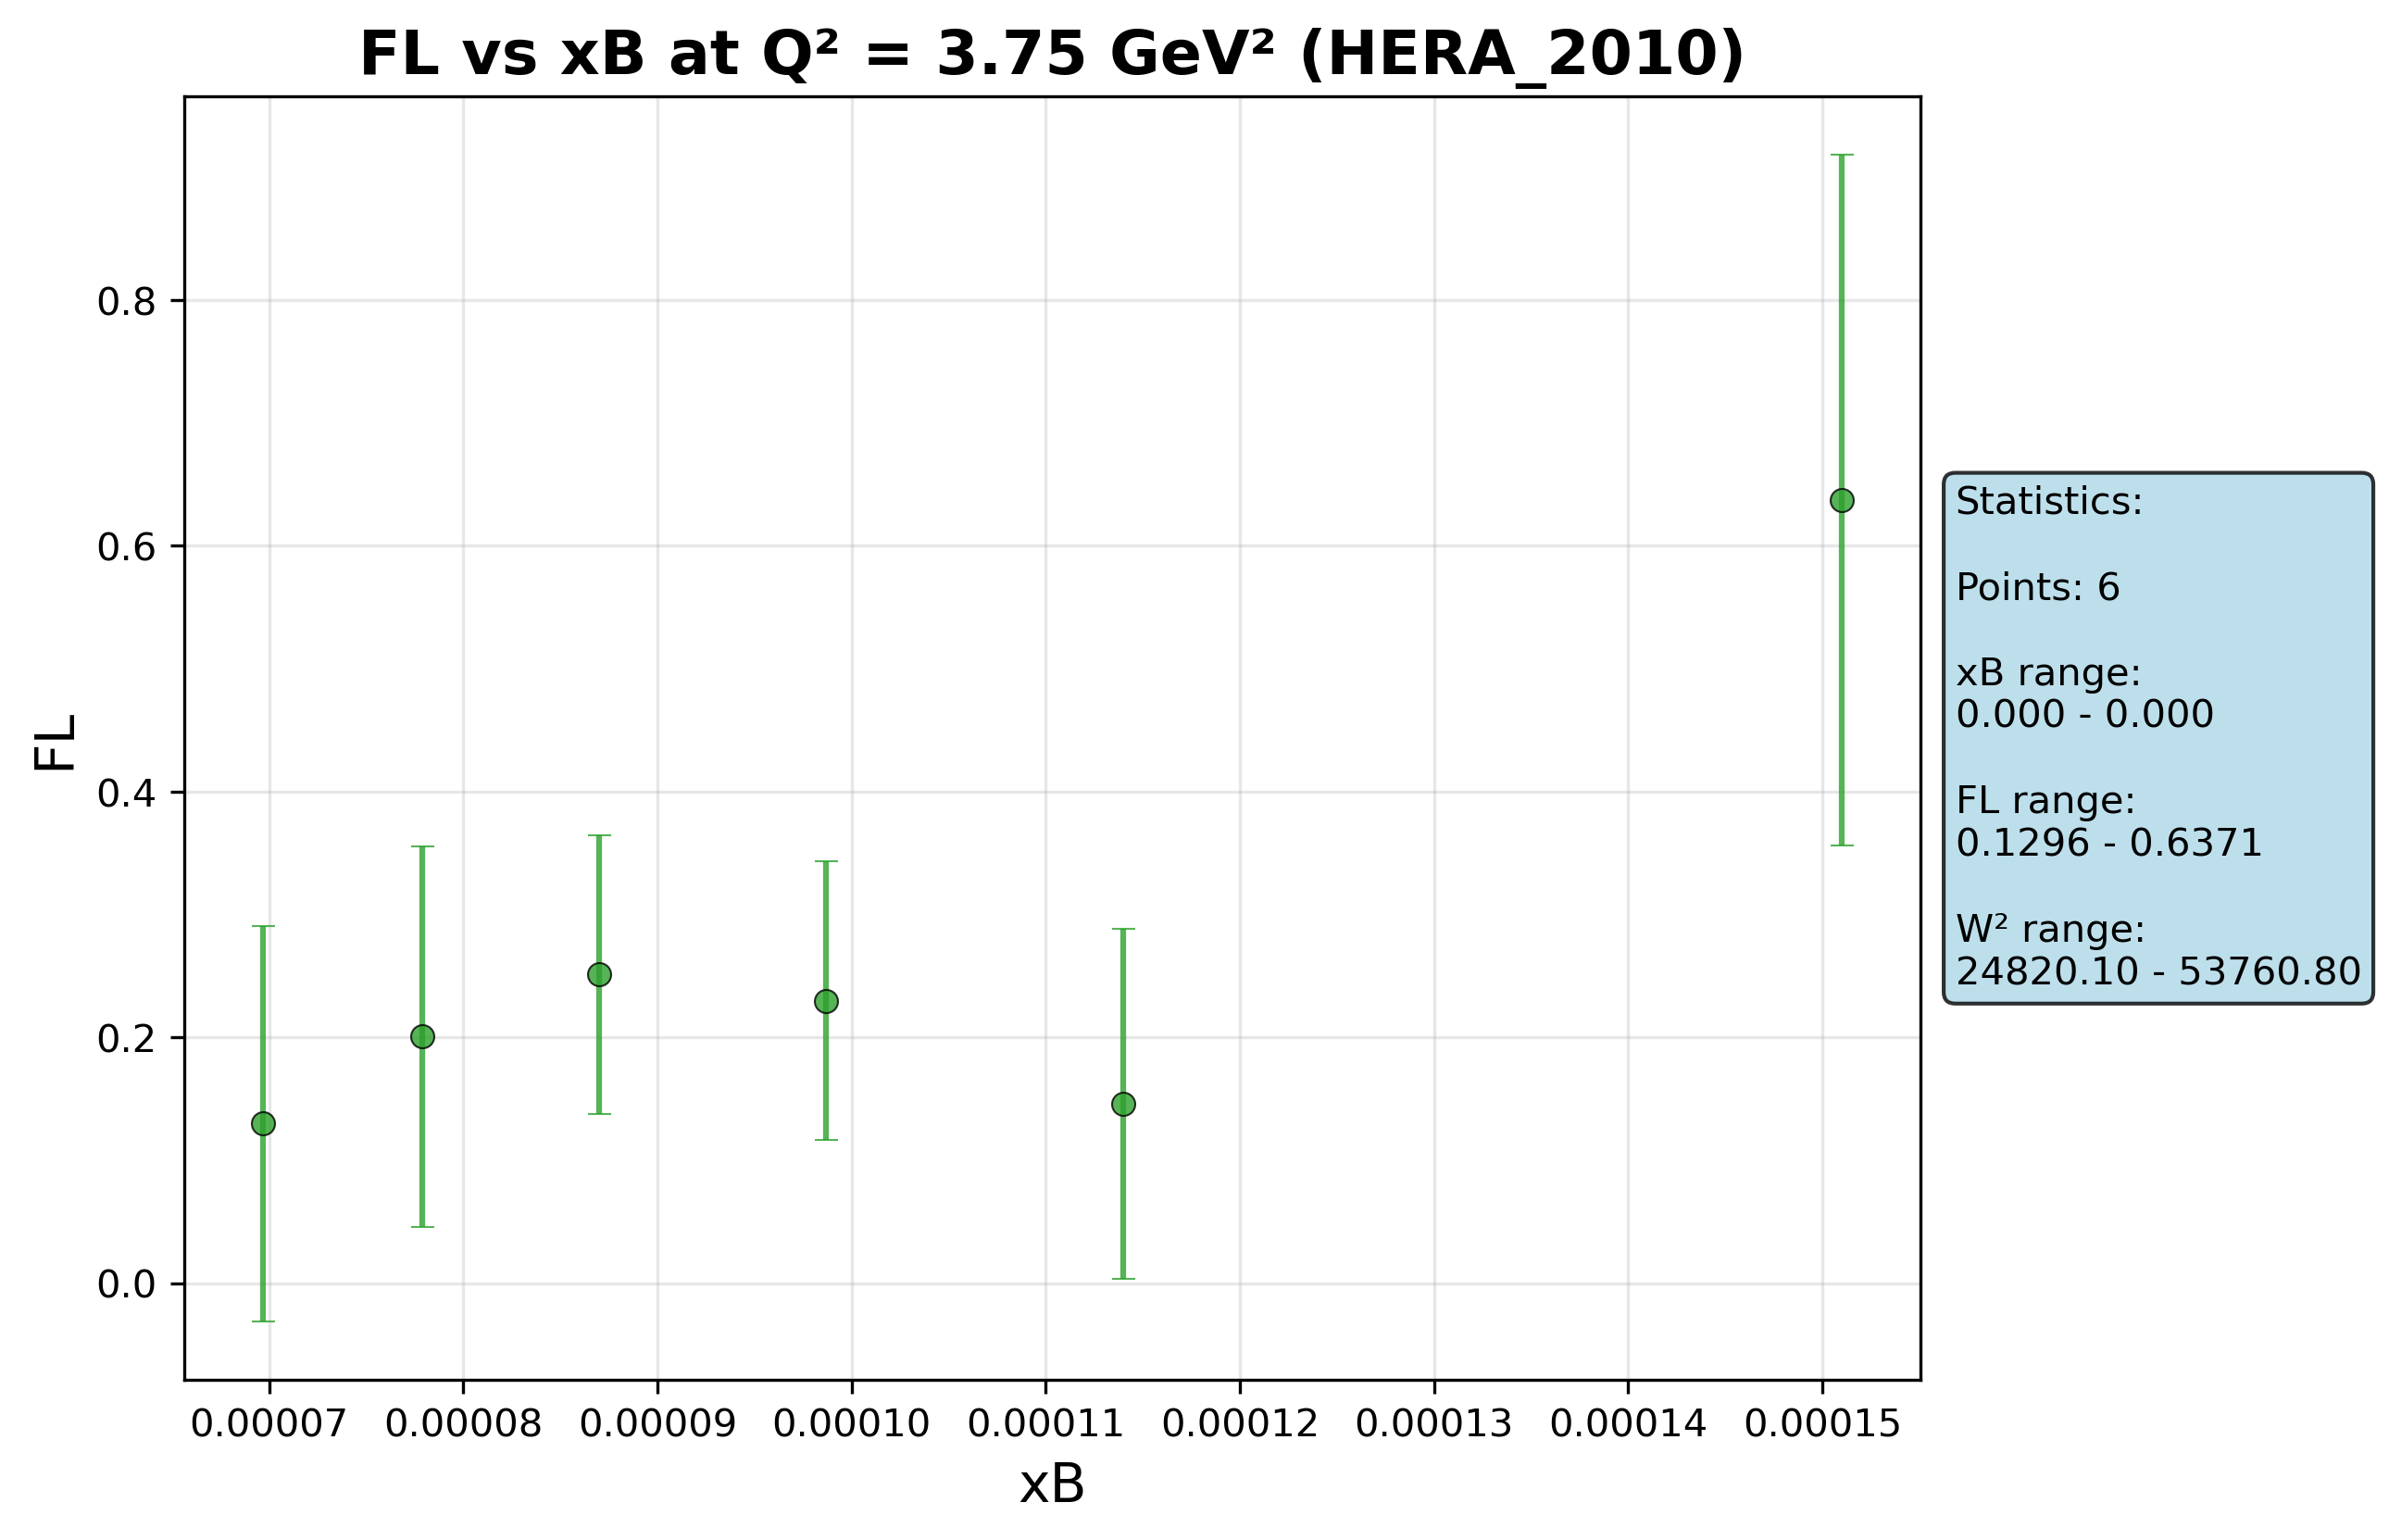 FL vs xB at Q² = 3.75 GeV² (HERA_2010)
FL
0.8
0.6
0.4
0.2
0.0
0.00007 0.00008 0.00009 0.00010 0.00011 0.00012 0.00013 0.00014 0.00015
xB
Statistics:
Points: 6
xB range:
0.000 - 0.000
FL range:
0.1296 - 0.6371
W² range:
24820.10 - 53760.80